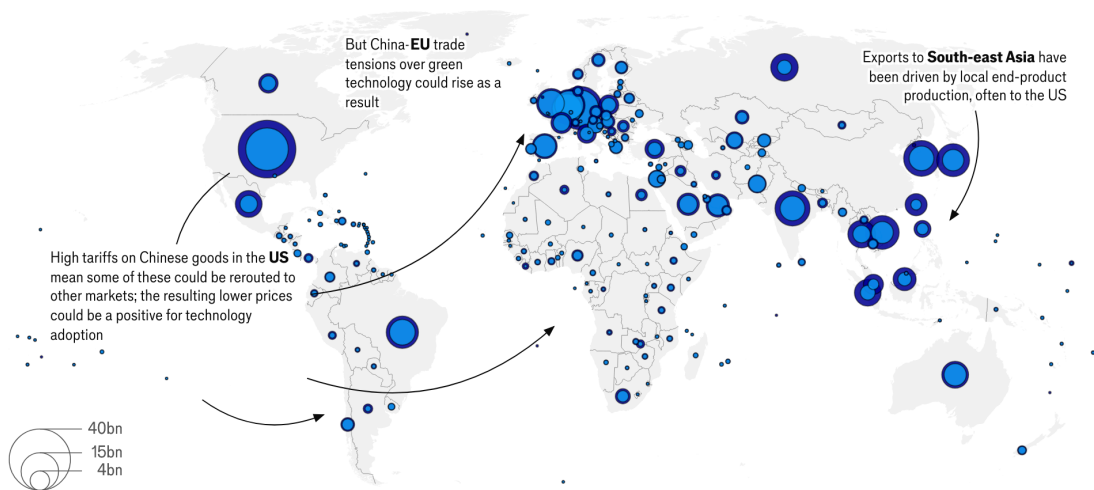 But China-EU trade
tensions over green
technology could rise as a
result
Exports to South-east Asia have
been driven by local end-product
production, often to the US
High tariffs on Chinese goods in the US
mean some of these could be rerouted to
other markets; the resulting lower prices
could be a positive for technology
adoption
40bn
15bn
4bn